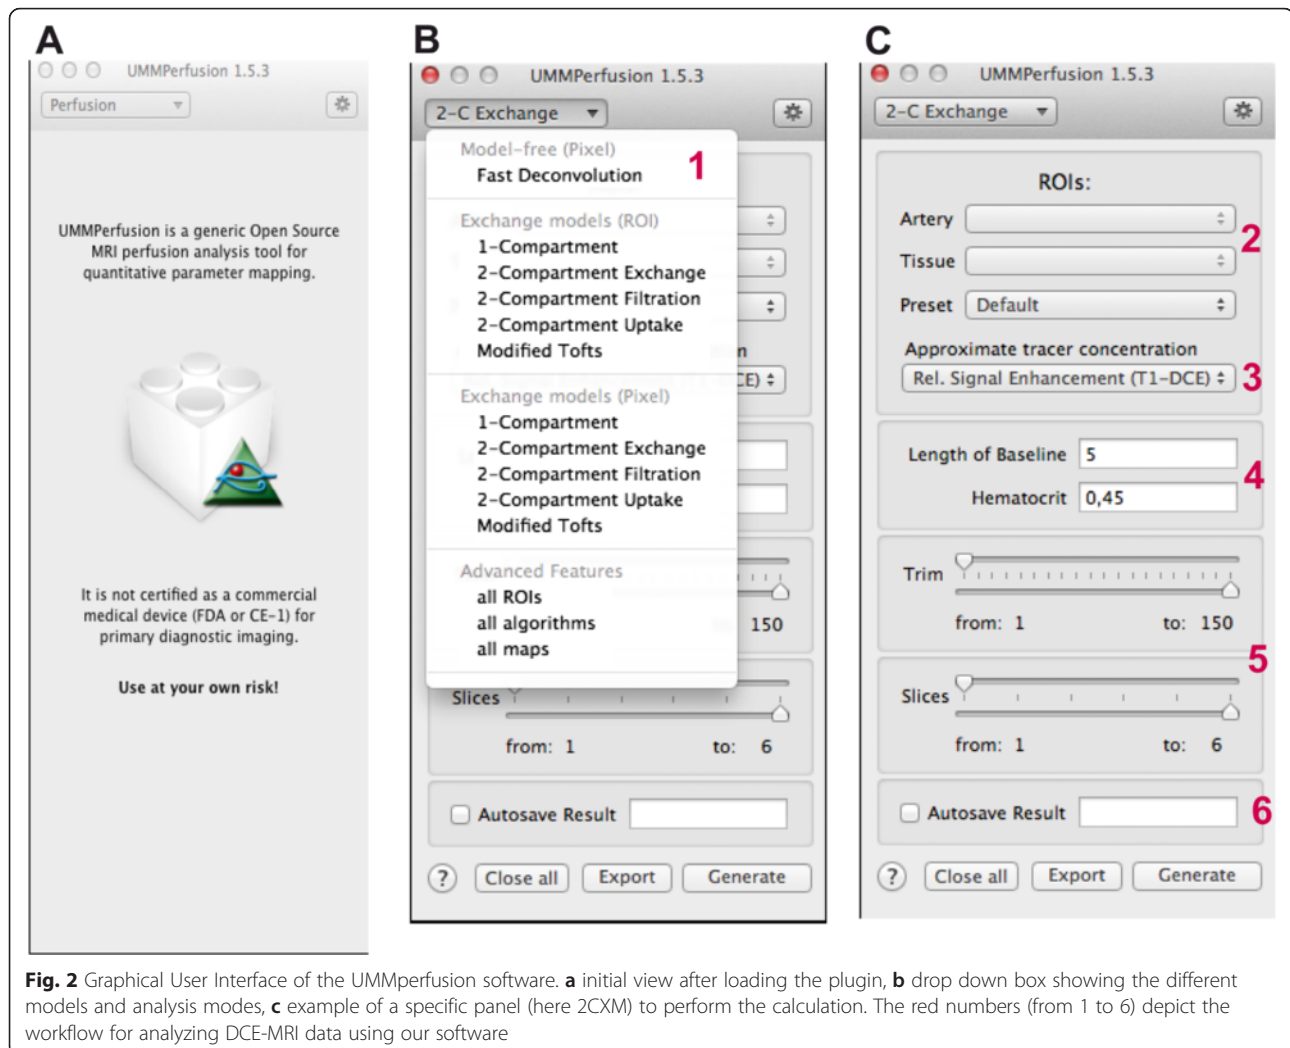 A
UMMPerfusion 1.5.3
Perfusion
UMMPerfusion is a generic Open Source
MRI perfusion analysis tool for
quantitative parameter mapping.
It is not certified as a commercial
medical device (FDA or CE-1) for
primary diagnostic imaging.
Use at your own risk!
B
UMMPerfusion 1.5.3
2-C Exchange
Model-free (Pixel)
1
Fast Deconvolution
Exchange models (ROI)
1-Compartment
2-Compartment Exchange
2-Compartment Filtration
2-Compartment Uptake
Modified Tofts
CE)
Exchange models (Pixel)
1-Compartment
2-Compartment Exchange
2-Compartment Filtration
2-Compartment Uptake
Modified Tofts
Advanced Features
all ROIs
all algorithms
150
all maps
Slices
from: 1 to: 6
Autosave Result
? Close all Export Generate
C
UMMPerfusion 1.5.3
2-C Exchange
ROIs:
Artery
2
Tissue
Preset Default
Approximate tracer concentration
Rel. Signal Enhancement (T1-DCE) 3
Length of Baseline 5
4
Hematocrit 0,45
Trim
from: 1 to: 150
5
Slices
from: 1 to: 6
Autosave Result 6
? Close all Export Generate
Fig. 2 Graphical User Interface of the UMMperfusion software. a initial view after loading the plugin, b drop down box showing the different
models and analysis modes, c example of a specific panel (here 2CXM) to perform the calculation. The red numbers (from 1 to 6) depict the
workflow for analyzing DCE-MRI data using our software